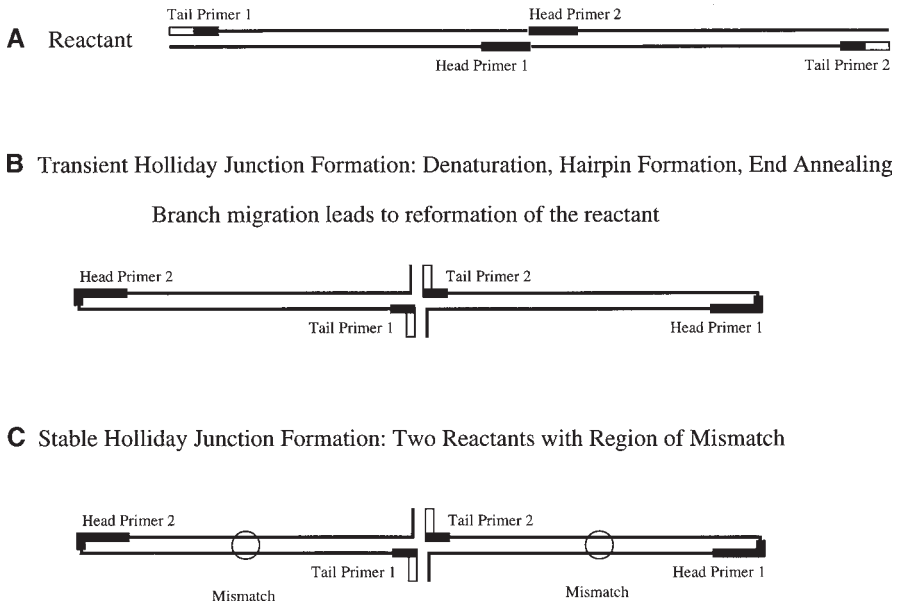 Tail Primer 1
Head Primer 2
A Reactant
Head Primer 1
Tail Primer 2
B Transient Holliday Junction Formation: Denaturation, Hairpin Formation, End Annealing
Branch migration leads to reformation of the reactant
Head Primer 2
Tail Primer 2
Tail Primer 1
Head Primer 1
C Stable Holliday Junction Formation: Two Reactants with Region of Mismatch
Head Primer 2
Tail Primer 2
Tail Primer 1
Head Primer 1
Mismatch
Mismatch